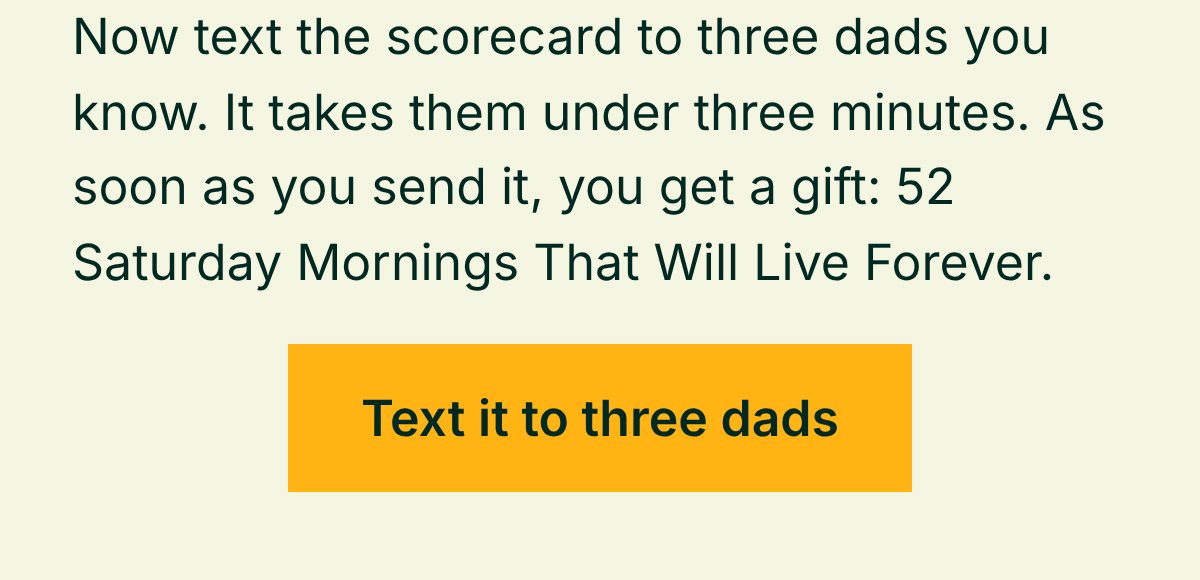 Now text the scorecard to three dads you
know. It takes them under three minutes. As
soon as you send it, you get a gift: 52
Saturday Mornings That Will Live Forever.
Text it to three dads